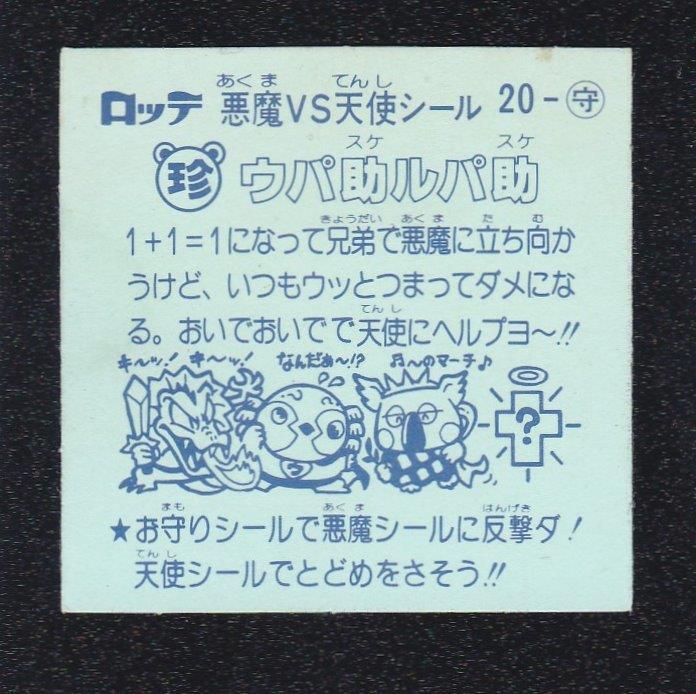 ロッテ 悪魔VS天使シール 20-守
あくま てんし
珍 ウパ助ルパ助
スケ スケ
1+1=1になって兄弟で悪魔に立ち向か
きょうだい あくま た む
うけど、いつもウッとつまってダメにな
る。おいでおいでで天使にヘルプヨ〜!!
てんし
キ〜ッ! キ〜ッ! なんだぁ〜!? ♬〜のマーチ♪
?
★お守りシールで悪魔シールに反撃ダ!
まも あくま はんげき
天使シールでとどめをさそう!!
てんし